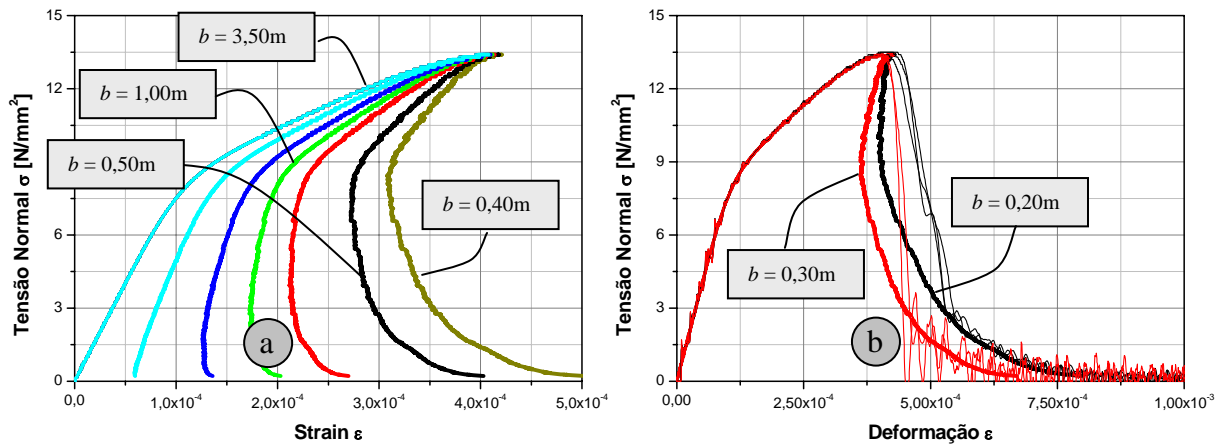 15
12
9
6
3
0
Tensão Normal σ [N/mm²]
b = 3,50m
b = 1,00m
b = 0,50m
b = 0,40m
a
0,0
1,0x10⁻⁴
2,0x10⁻⁴
3,0x10⁻⁴
4,0x10⁻⁴
5,0x10⁻⁴
Strain ε
15
12
9
6
3
0
Tensão Normal σ [N/mm²]
b = 0,20m
b = 0,30m
b
0,00
2,50x10⁻⁴
5,00x10⁻⁴
7,50x10⁻⁴
1,00x10⁻³
Deformação ε